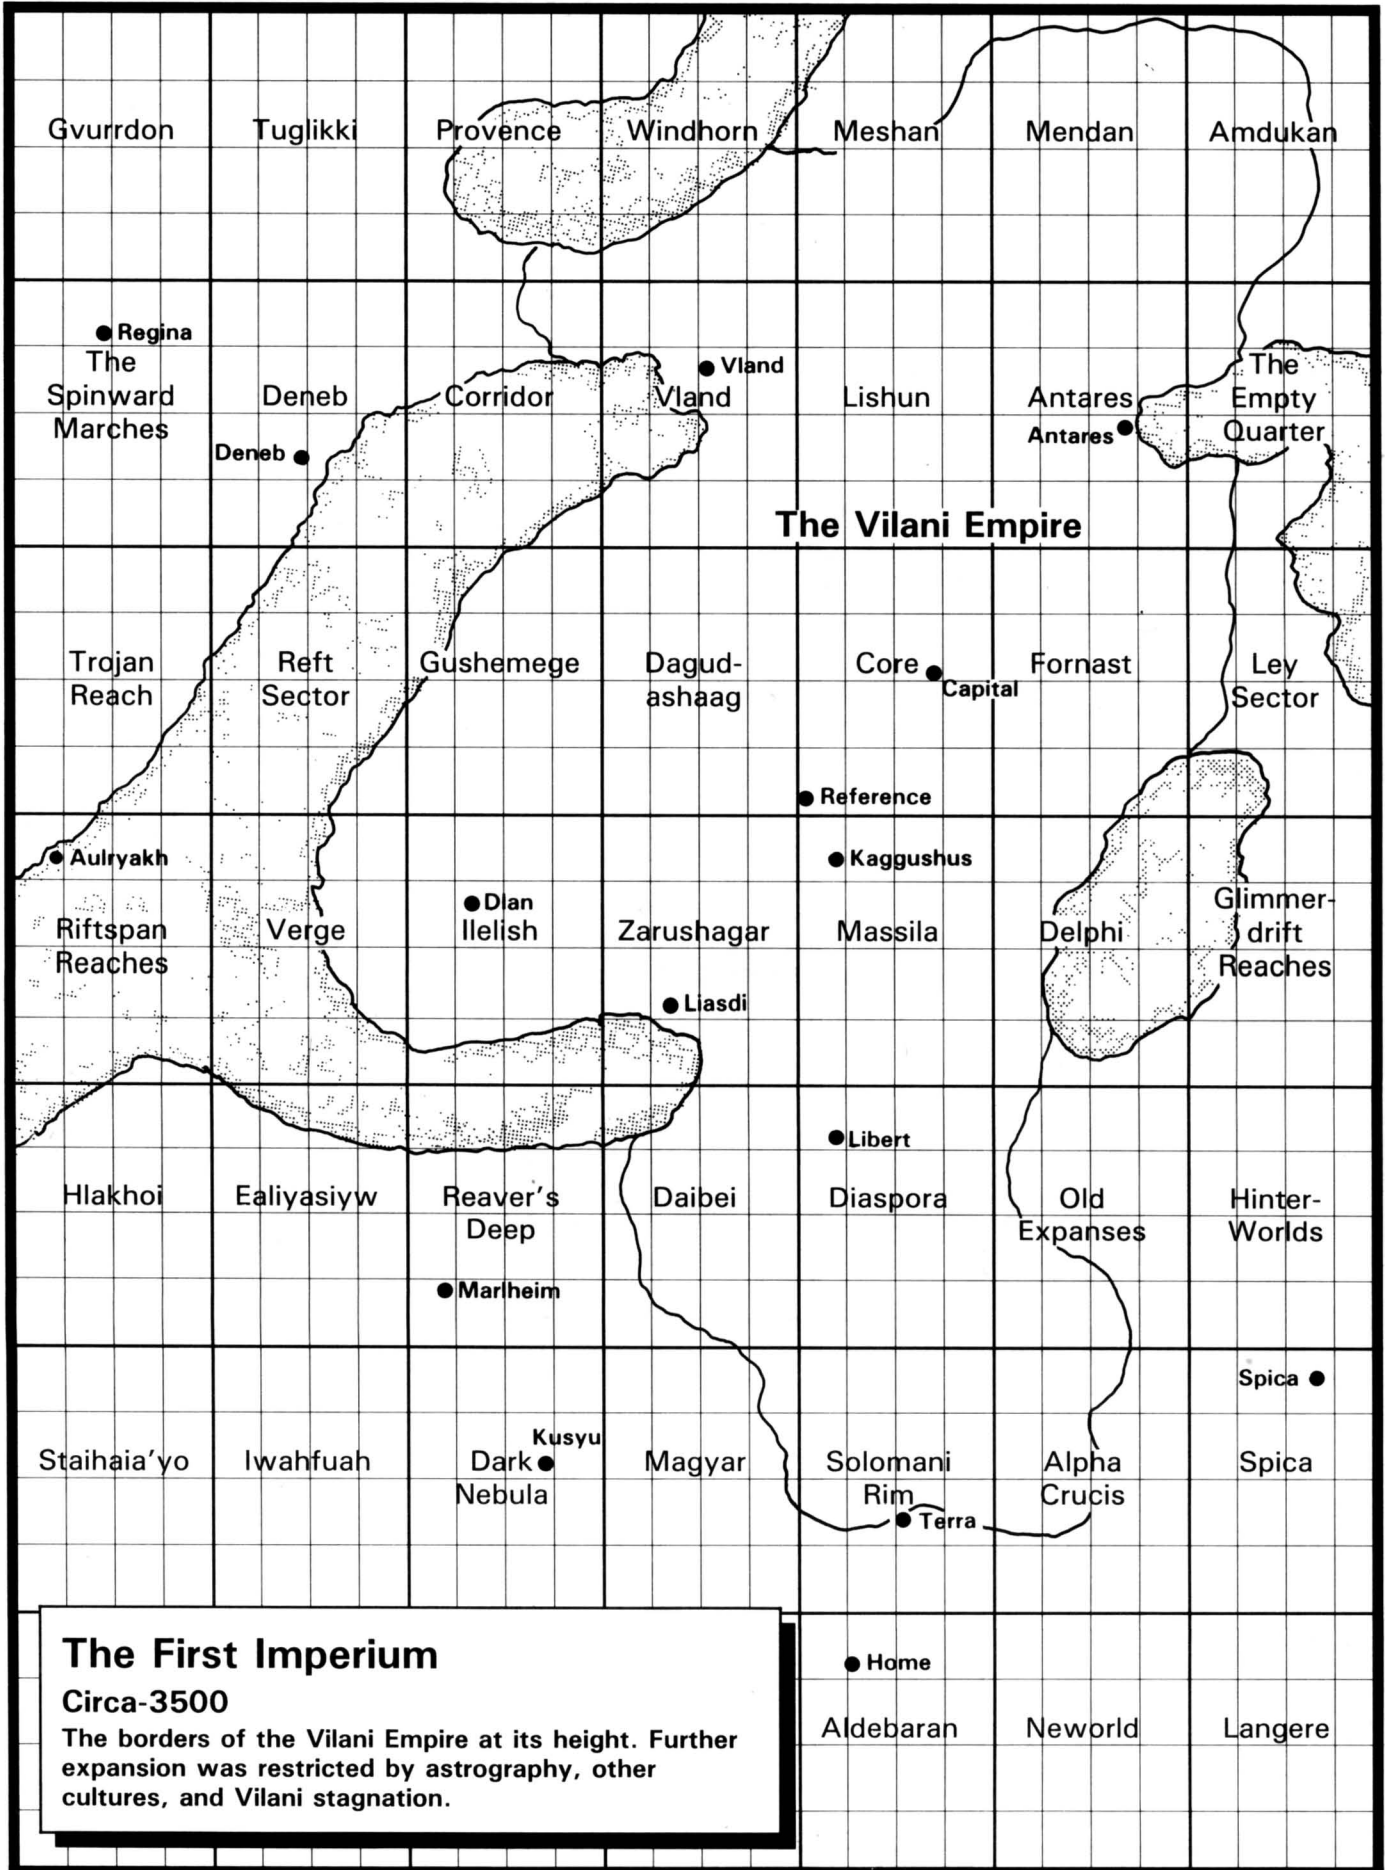 Gvurrdon
Tuglikki
Provence
Windhorn
Meshan
Mendan
Amdukan
Regina
The
Spinward
Marches
Deneb
Deneb
Corridor
Vland
Vland
Lishun
Antares
Antares
The
Empty
Quarter
The Vilani Empire
Trojan
Reach
Reft
Sector
Gushemege
Dagud-
ashaag
Core
Capital
Fornast
Ley
Sector
Reference
Aulryakh
Kaggushus
Riftspan
Reaches
Verge
Dlan
Ilelish
Zarushagar
Massila
Delphi
Glimmer-
drift
Reaches
Liasdi
Libert
Hlakhoi
Ealiyasiyw
Reaver's
Deep
Daibei
Diaspora
Old
Expanses
Hinter-
Worlds
Marlheim
Spica
Staihaia'yo
Iwahfuah
Kusyu
Dark
Nebula
Magyar
Solomani
Rim
Terra
Alpha
Crucis
Spica
The First Imperium
Circa-3500
The borders of the Vilani Empire at its height. Further
expansion was restricted by astrography, other
cultures, and Vilani stagnation.
Home
Aldebaran
Neworld
Langere